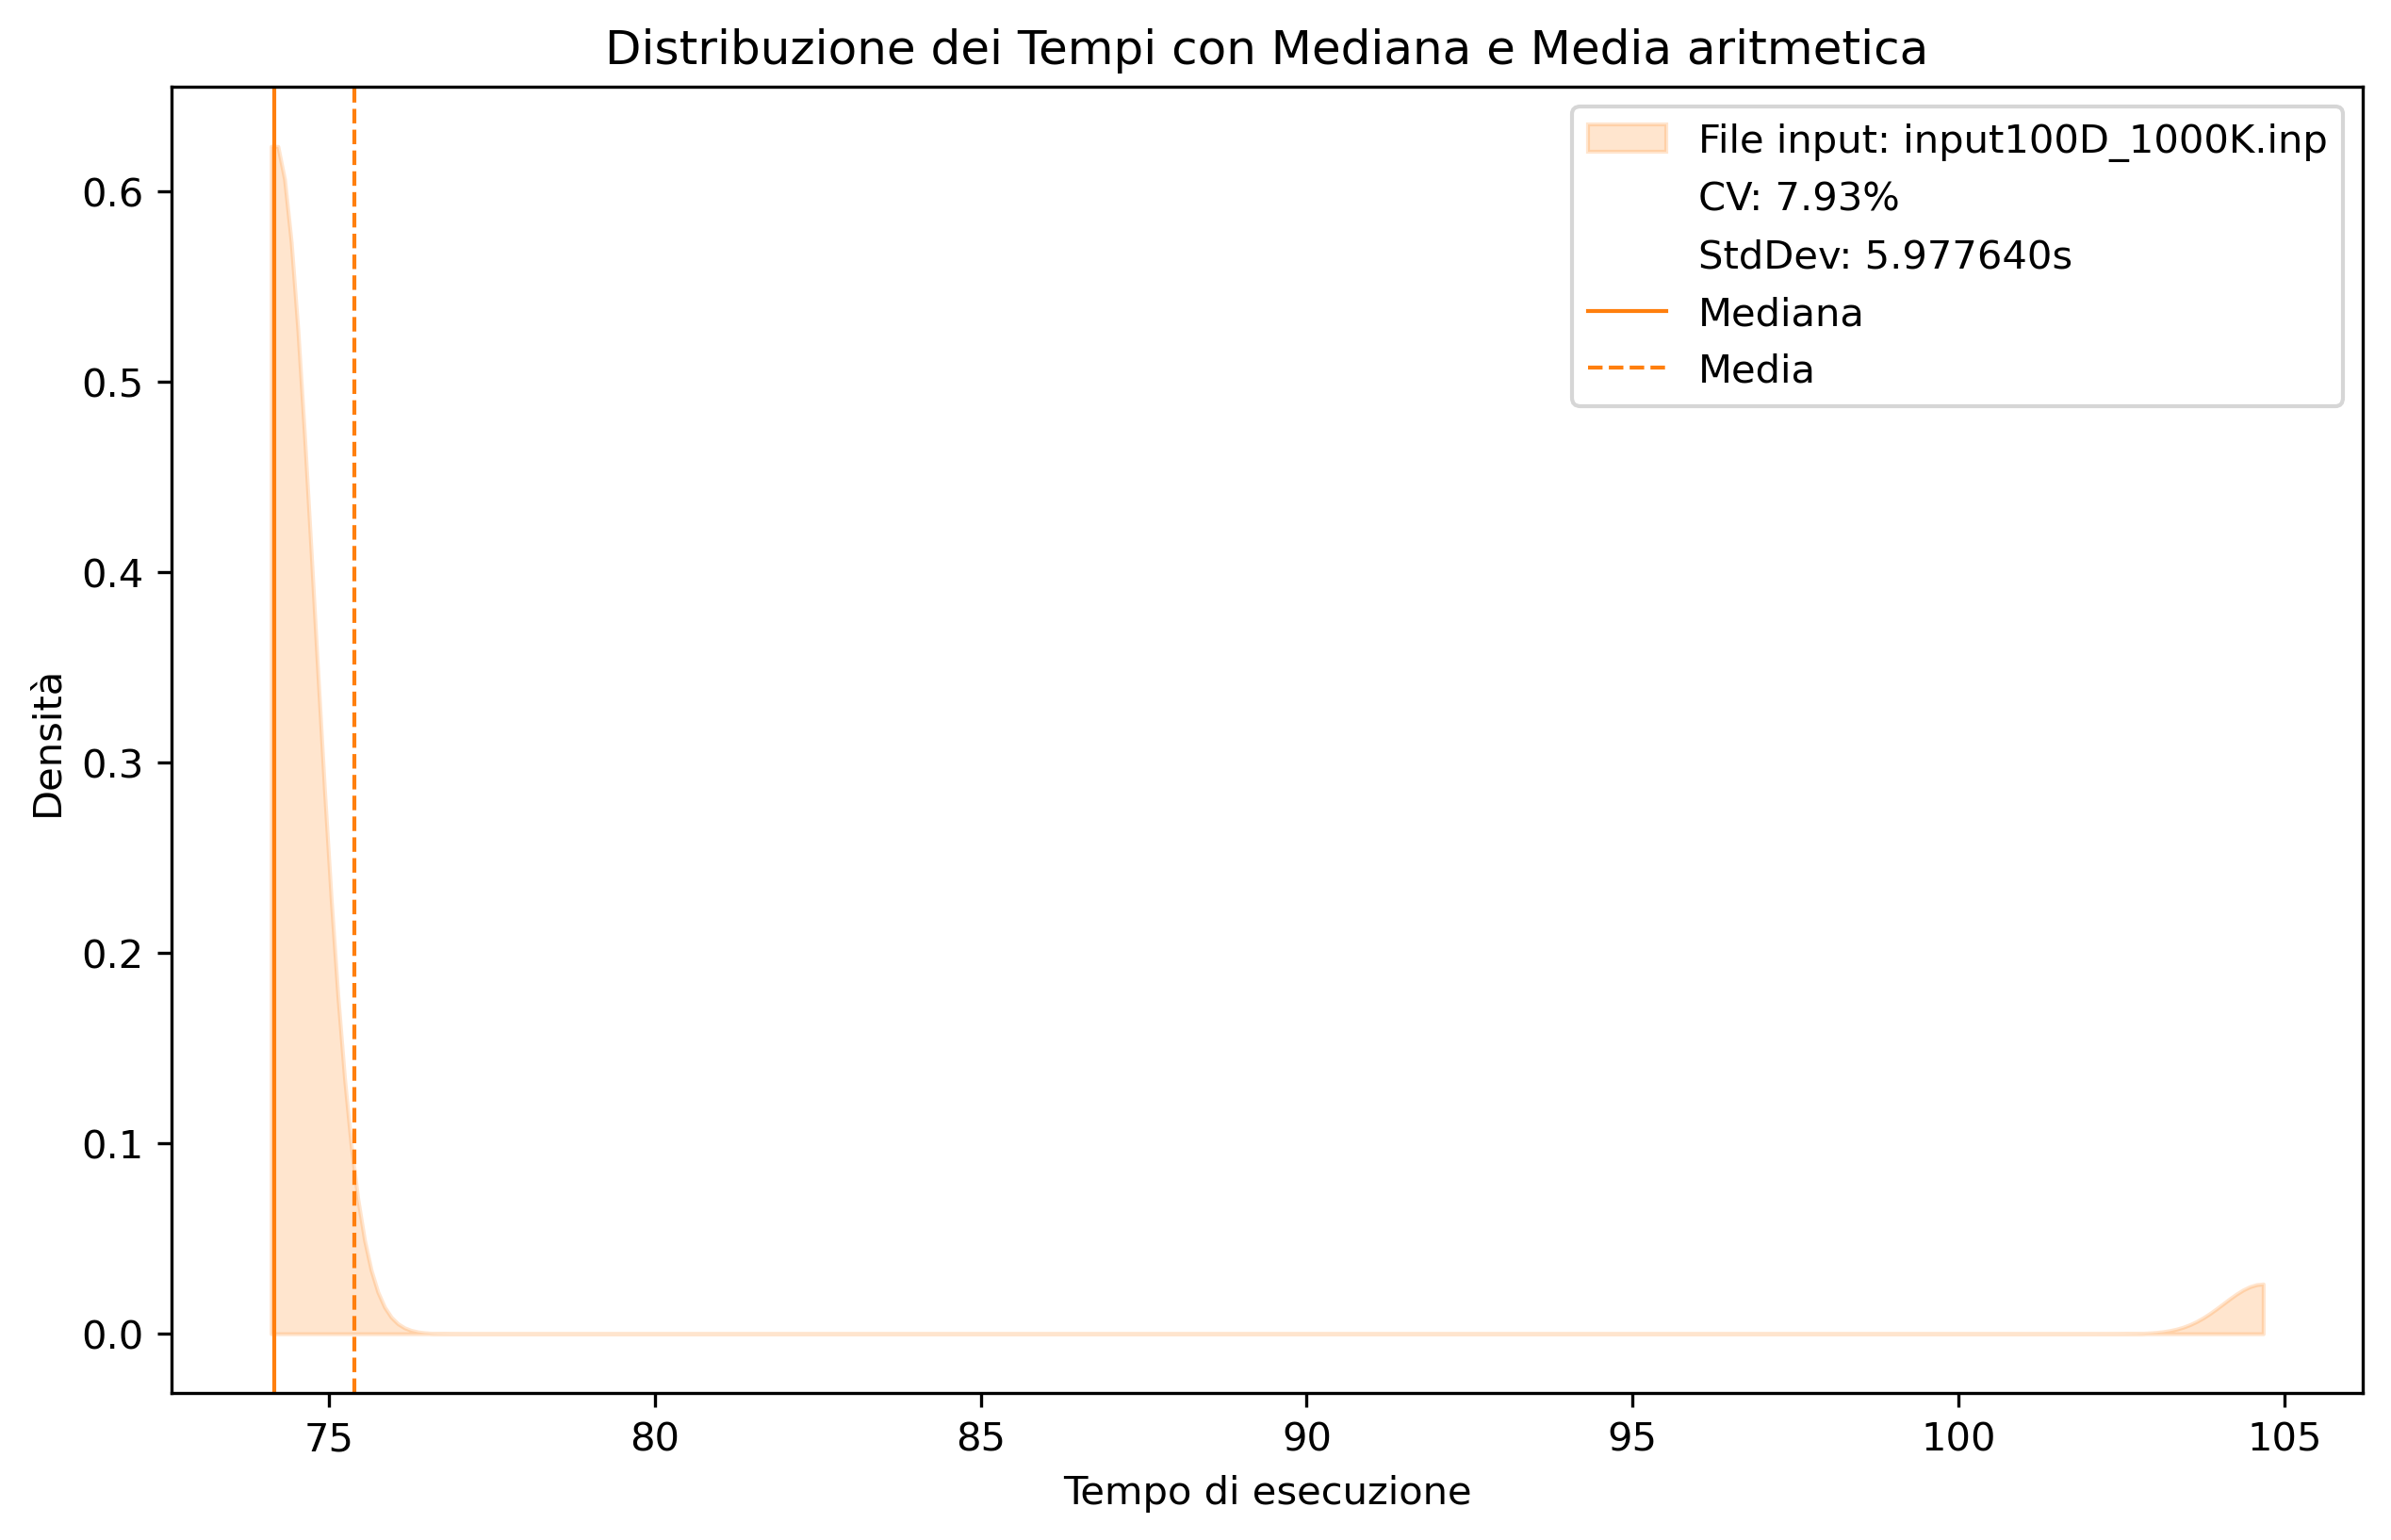 Distribuzione dei Tempi con Mediana e Media aritmetica
File input: input100D_1000K.inp
CV: 7.93%
StdDev: 5.977640s
Mediana
Media
0.6
0.5
0.4
0.3
0.2
0.1
0.0
Densità
75 80 85 90 95 100 105
Tempo di esecuzione